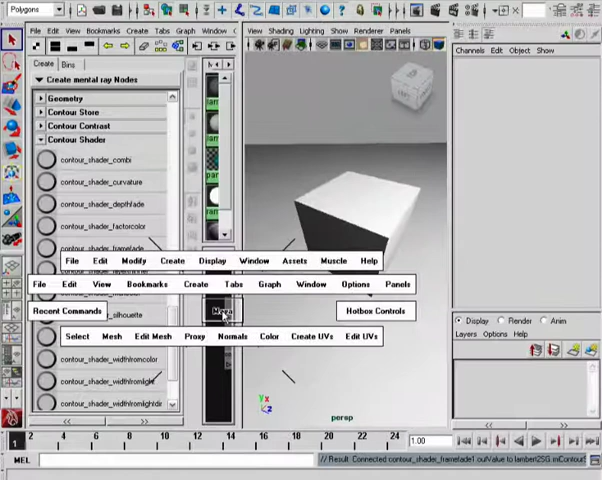 Polygons
File Edit View Bookmarks Create Tabs Graph Window
View Shading Lighting Show Renderer Panels
Channels Edit Object Show
Create Bins
Create mental ray Nodes
Geometry
Contour Store
Contour Contrast
Contour Shader
contour_shader_combi
contour_shader_curvature
contour_shader_depthfade
contour_shader_factorcolor
contour_shader_framefade
File Edit Modify Create Display Window Assets Muscle Help
File Edit View Bookmarks Create Tabs Graph Window Options Panels
Recent Commands
_silhouette
Maya
Hotbox Controls
Display Render Anim
Layers Options Help
Select Mesh Edit Mesh Proxy Normals Color Create UVs Edit UVs
contour_shader_widthfromcolor
contour_shader_widthfromlight
contour_shader_widthfromlightdir
y x
z
persp
1 2 4 6 8 10 12 14 16 18 20 22 24 1.00
MEL // Result: Connected contour_shader_framefade1.outValue to lambert2SG.miContourS